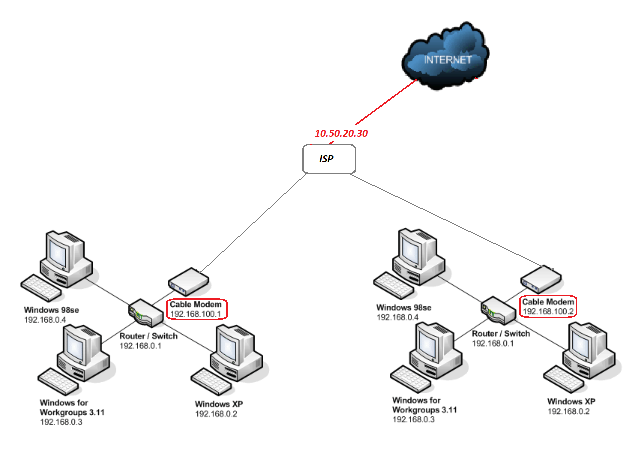 INTERNET
10.50.20.30
ISP
Windows 98se
192.168.0.4
Cable Modem
192.168.100.1
Router / Switch
192.168.0.1
Windows for
Workgroups 3.11
192.168.0.3
Windows XP
192.168.0.2
Windows 98se
192.168.0.4
Cable Modem
192.168.100.2
Router / Switch
192.168.0.1
Windows for
Workgroups 3.11
192.168.0.3
Windows XP
192.168.0.2